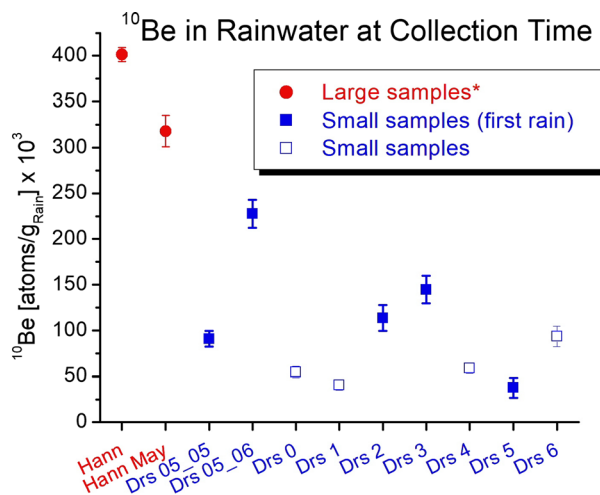 ¹⁰Be in Rainwater at Collection Time
Large samples*
Small samples (first rain)
Small samples
¹⁰Be [atoms/g_Rain] x 10³
400
350
300
250
200
150
100
50
0
Hann
Hann May
Drs 05_05
Drs 05_06
Drs 0
Drs 1
Drs 2
Drs 3
Drs 4
Drs 5
Drs 6